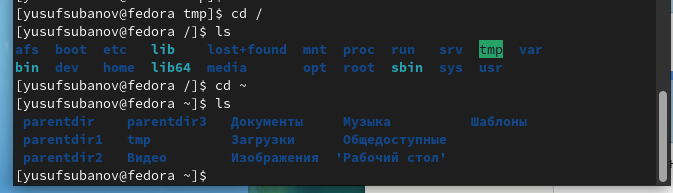 [yusufsubanov@fedora tmp]$ cd /
[yusufsubanov@fedora /]$ ls
afs boot etc lib lost+found mnt proc run srv tmp var
bin dev home lib64 media opt root sbin sys usr
[yusufsubanov@fedora /]$ cd ~
[yusufsubanov@fedora ~]$ ls
parentdir parentdir3 Документы Музыка Шаблоны
parentdir1 tmp Загрузки Общедоступные
parentdir2 Видео Изображения 'Рабочий стол'
[yusufsubanov@fedora ~]$